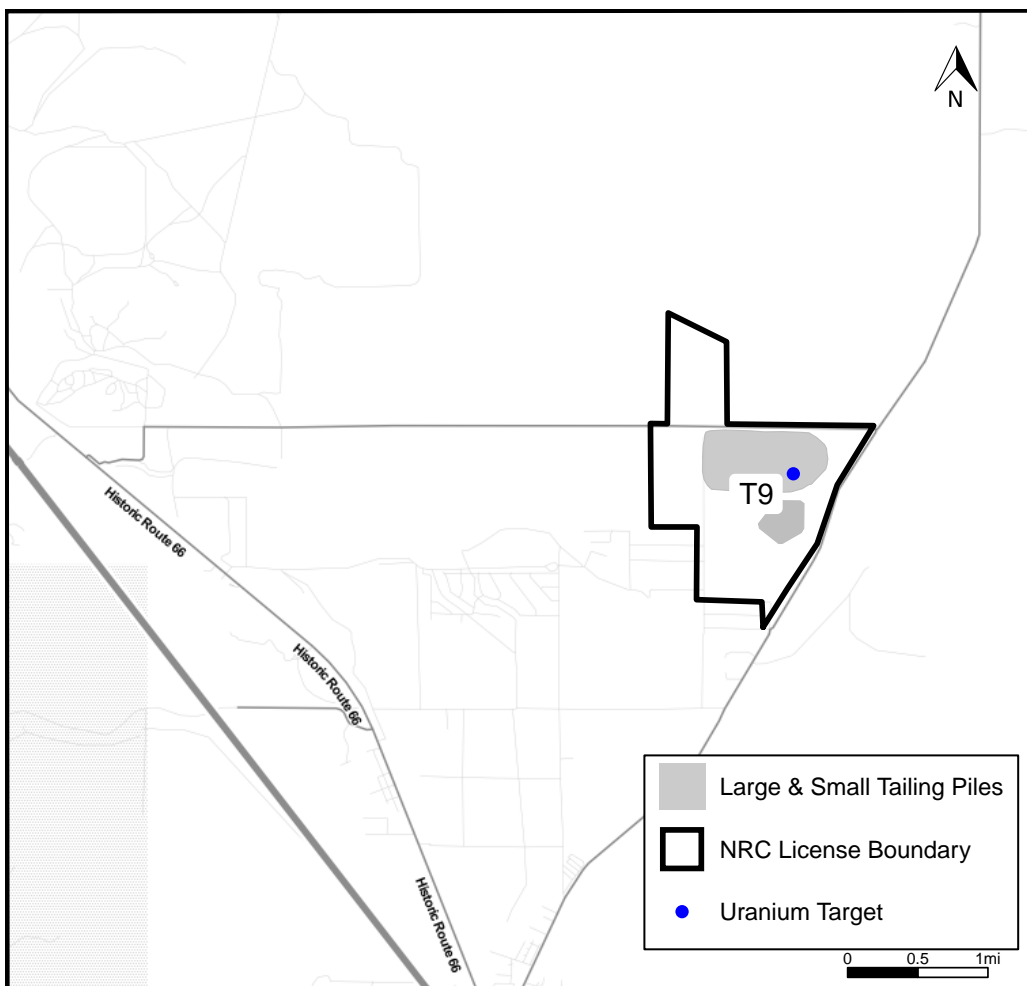 N
Historic Route 66
T9
Historic Route 66
Large & Small Tailing Piles
NRC License Boundary
Historic Route 66
Uranium Target
0 0.5 1mi